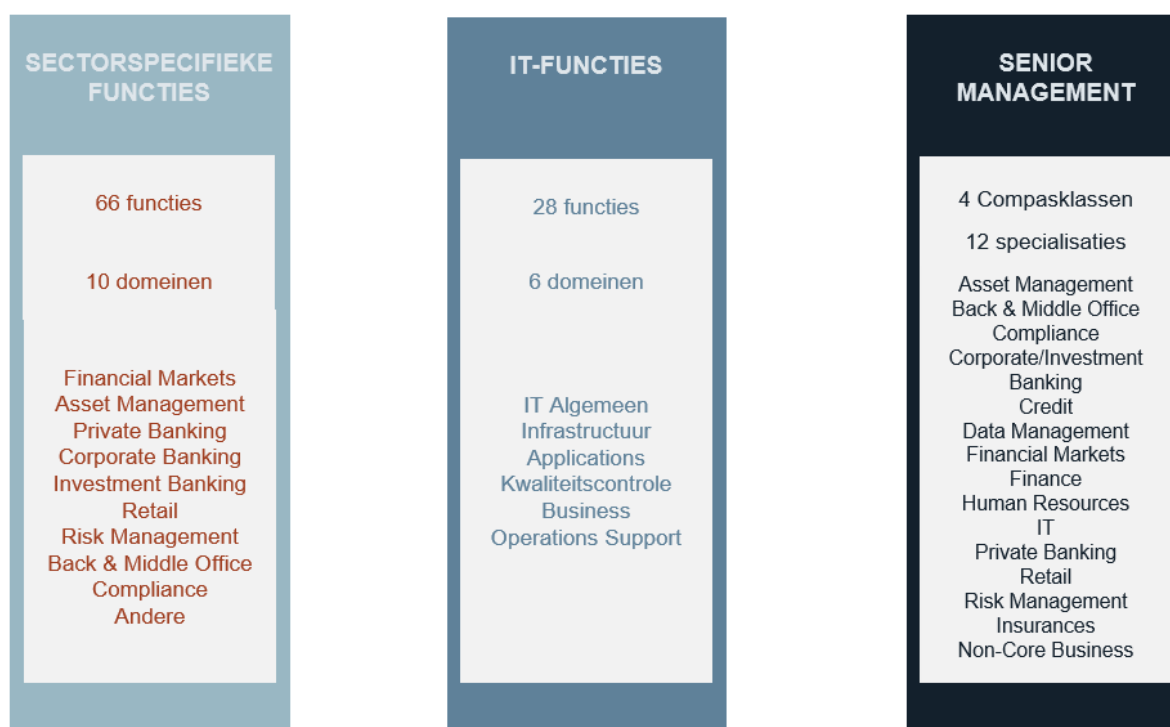 SECTORSPECIFIEKE
FUNCTIES
66 functies
10 domeinen
Financial Markets
Asset Management
Private Banking
Corporate Banking
Investment Banking
Retail
Risk Management
Back & Middle Office
Compliance
Andere
IT-FUNCTIES
28 functies
6 domeinen
IT Algemeen
Infrastructuur
Applications
Kwaliteitscontrole
Business
Operations Support
SENIOR
MANAGEMENT
4 Compasklassen
12 specialisaties
Asset Management
Back & Middle Office
Compliance
Corporate/Investment
Banking
Credit
Data Management
Financial Markets
Finance
Human Resources
IT
Private Banking
Retail
Risk Management
Insurances
Non-Core Business